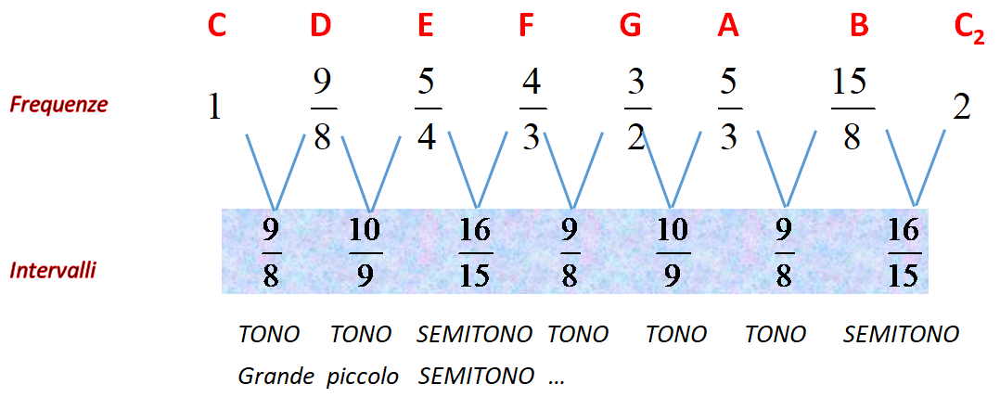 C D E F G A B C₂
Frequenze 1 9/8 5/4 4/3 3/2 5/3 15/8 2
Intervalli 9/8 10/9 16/15 9/8 10/9 9/8 16/15
TONO TONO SEMITONO TONO TONO TONO SEMITONO
Grande piccolo SEMITONO ...